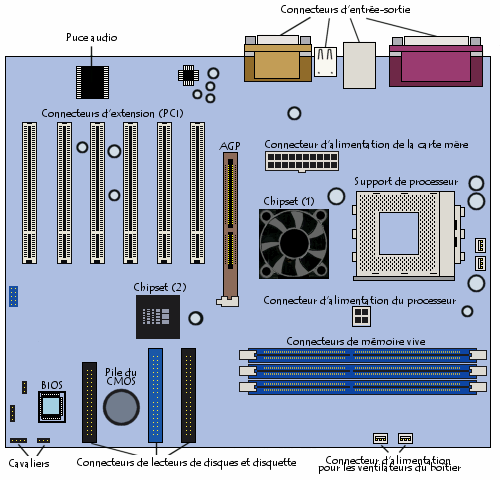 Connecteurs d'entrée-sortie
Puce audio
Connecteurs d'extension (PCI)
AGP
Connecteur d'alimentation de la carte mère
Support de processeur
Chipset (1)
Chipset (2)
Connecteur d'alimentation du processeur
Connecteurs de mémoire vive
BIOS
Pile du
CMOS
Cavaliers
Connecteurs de lecteurs de disques et disquette
Connecteur d'alimentation
pour les ventilateurs du boîtier